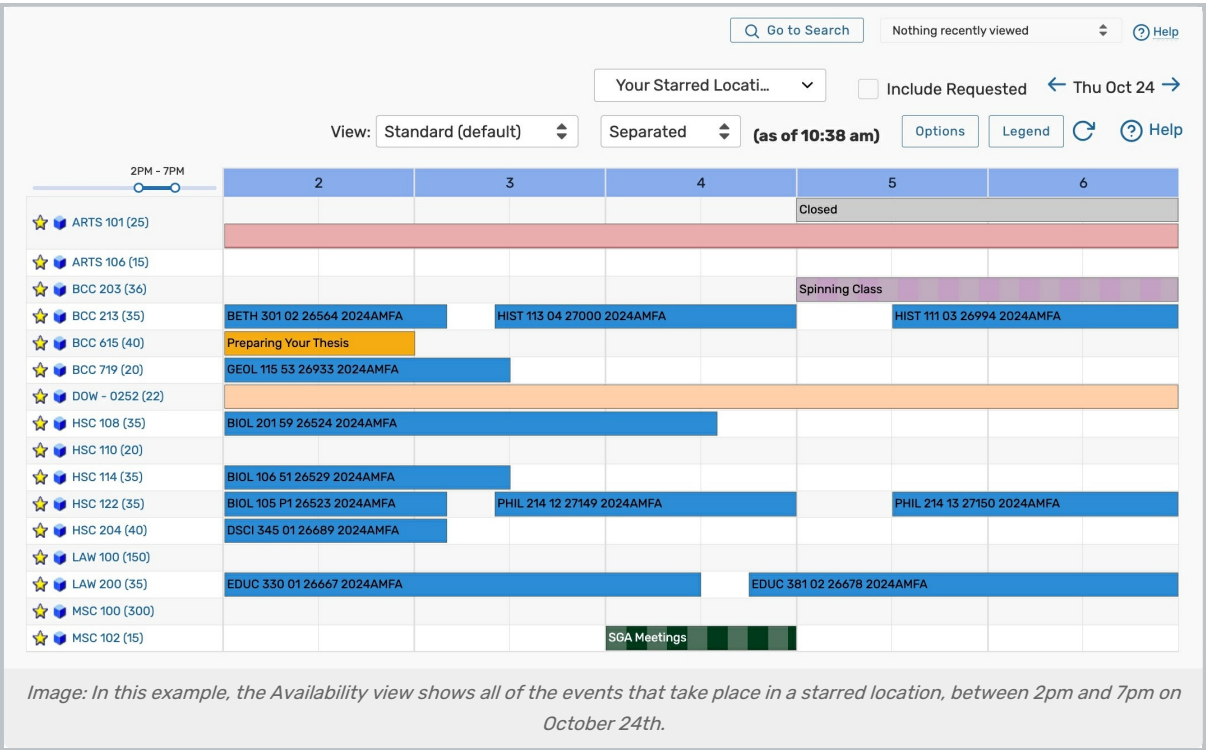 Go to Search Nothing recently viewed Help
Your Starred Locati... Include Requested Thu Oct 24
View: Standard (default) Separated (as of 10:38 am) Options Legend Help
2PM - 7PM
2 3 4 5 6
ARTS 101 (25) Closed
ARTS 106 (15)
BCC 203 (36) Spinning Class
BCC 213 (35) BETH 301 02 26564 2024AMFA HIST 113 04 27000 2024AMFA HIST 111 03 26994 2024AMFA
BCC 615 (40) Preparing Your Thesis
BCC 719 (20) GEOL 115 53 26933 2024AMFA
DOW - 0252 (22)
HSC 108 (35) BIOL 201 59 26524 2024AMFA
HSC 110 (20)
HSC 114 (35) BIOL 106 51 26529 2024AMFA
HSC 122 (35) BIOL 105 P1 26523 2024AMFA PHIL 214 12 27149 2024AMFA PHIL 214 13 27150 2024AMFA
HSC 204 (40) DSCI 345 01 26689 2024AMFA
LAW 100 (150)
LAW 200 (35) EDUC 330 01 26667 2024AMFA EDUC 381 02 26678 2024AMFA
MSC 100 (300)
MSC 102 (15) SGA Meetings
Image: In this example, the Availability view shows all of the events that take place in a starred location, between 2pm and 7pm on
October 24th.